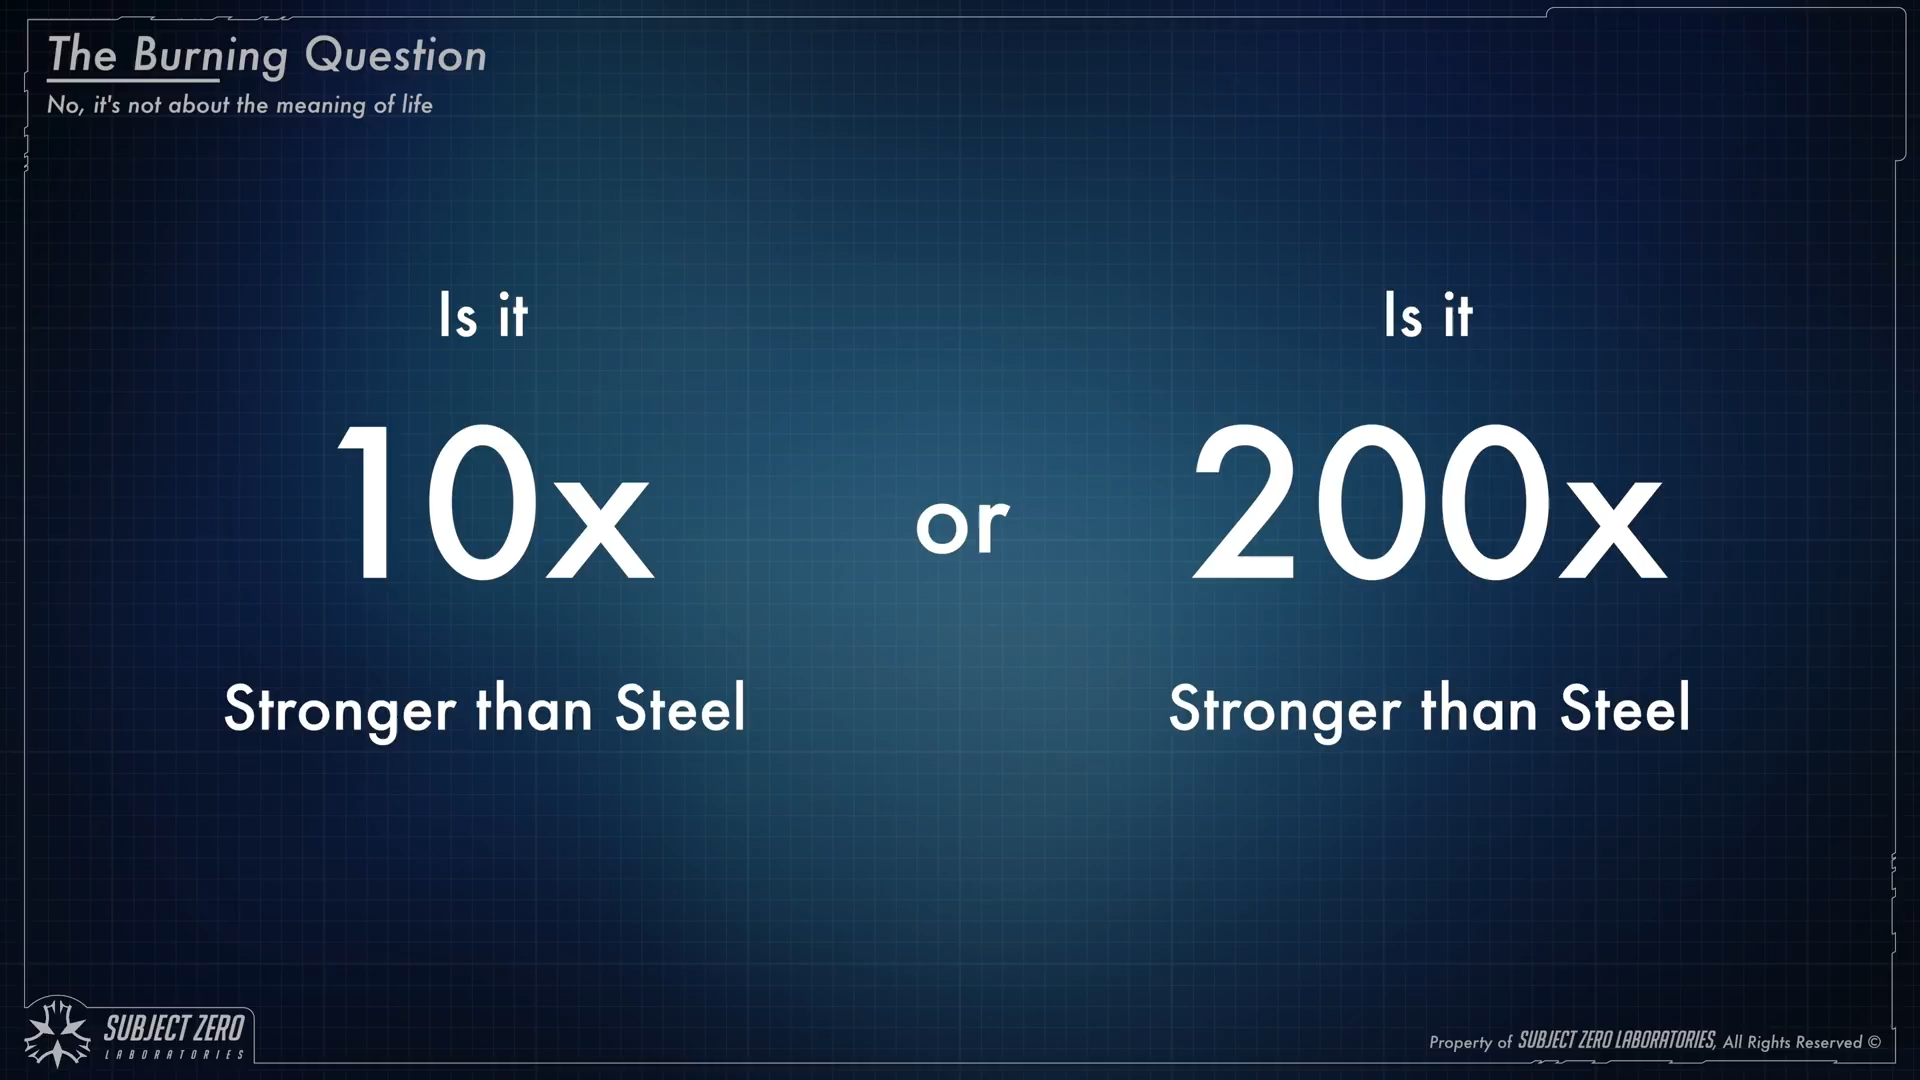 The Burning Question
No, it's not about the meaning of life
Is it
10x
Stronger than Steel
or
Is it
200x
Stronger than Steel
SUBJECT ZERO
LABORATORIES
Property of SUBJECT ZERO LABORATORIES, All Rights Reserved ©